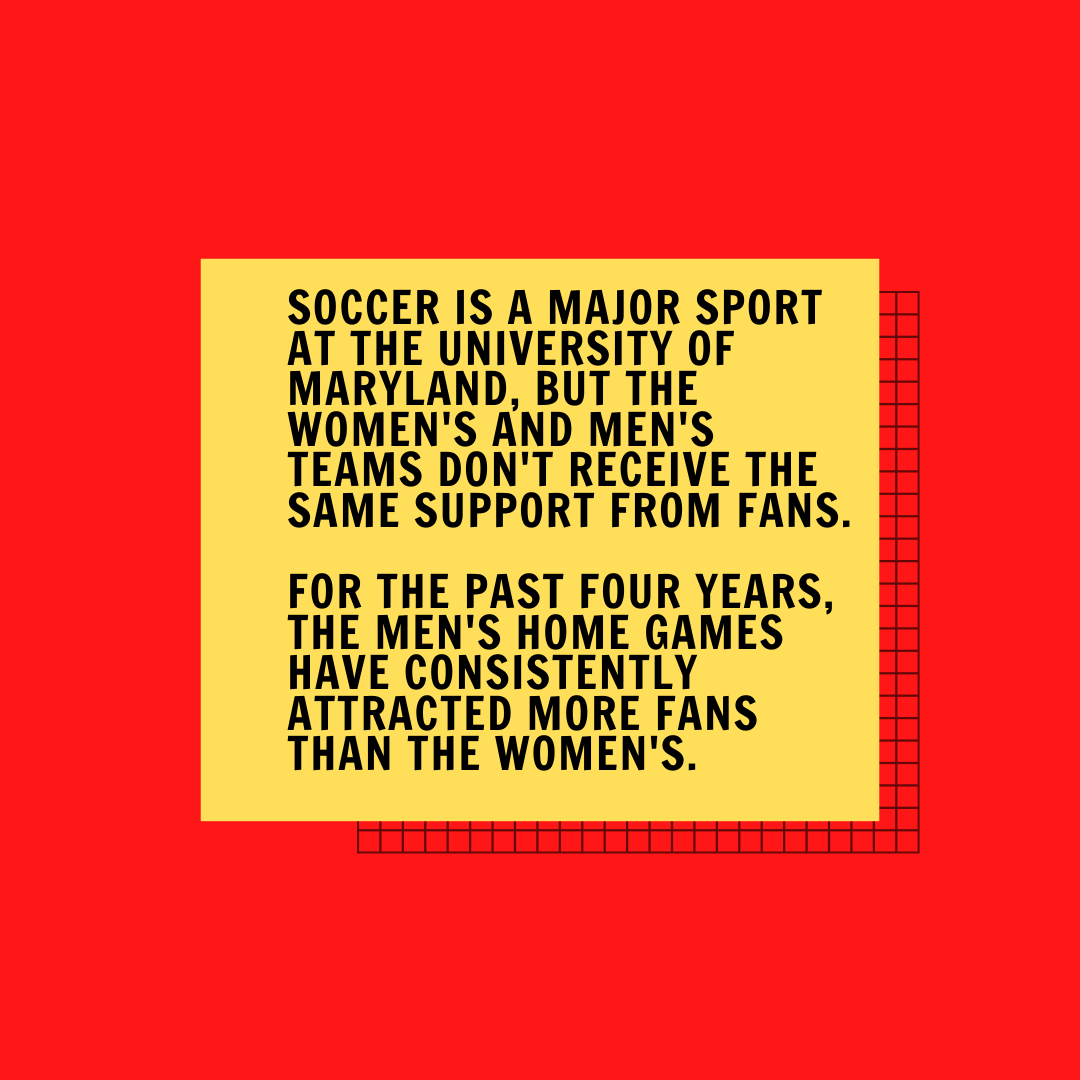 SOCCER IS A MAJOR SPORT
AT THE UNIVERSITY OF
MARYLAND, BUT THE
WOMEN'S AND MEN'S
TEAMS DON'T RECEIVE THE
SAME SUPPORT FROM FANS.
FOR THE PAST FOUR YEARS,
THE MEN'S HOME GAMES
HAVE CONSISTENTLY
ATTRACTED MORE FANS
THAN THE WOMEN'S.